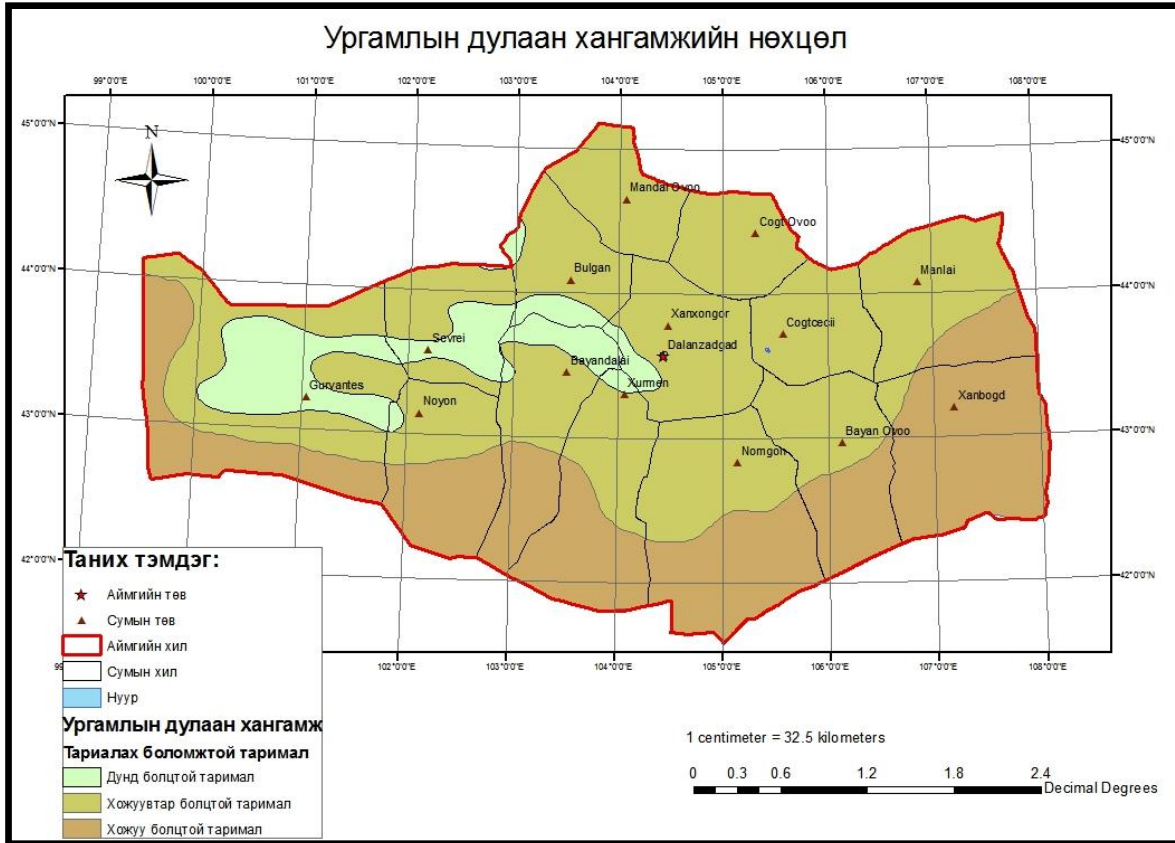 Ургамлын дулаан хангамжийн нөхцөл
99°0'0"E 100°0'0"E 101°0'0"E 102°0'0"E 103°0'0"E 104°0'0"E 105°0'0"E 106°0'0"E 107°0'0"E 108°0'0"E
45°0'0"N 45°0'0"N
N
Mandal Ovoo
Cogt Ovoo
44°0'0"N Bulgan Manlai 44°0'0"N
Xanxongor Cogtcecii
Sevrei Dalanzadgad
Bayandalai
Gurvantes Noyon Xurmen Xanbogd
43°0'0"N 43°0'0"N
Bayan Ovoo
Nomgon
42°0'0"N 42°0'0"N
Таних тэмдэг:
Аймгийн төв
Сумын төв
Аймгийн хил
102°0'0"E 103°0'0"E 104°0'0"E 105°0'0"E 106°0'0"E 107°0'0"E 108°0'0"E
Сумын хил
Нуур
Ургамлын дулаан хангамж
Тариалах боломжтой таримал
Дунд болцтой таримал
Хожуувтар болцтой таримал
Хожуу болцтой таримал
1 centimeter = 32.5 kilometers
0 0.3 0.6 1.2 1.8 2.4
Decimal Degrees